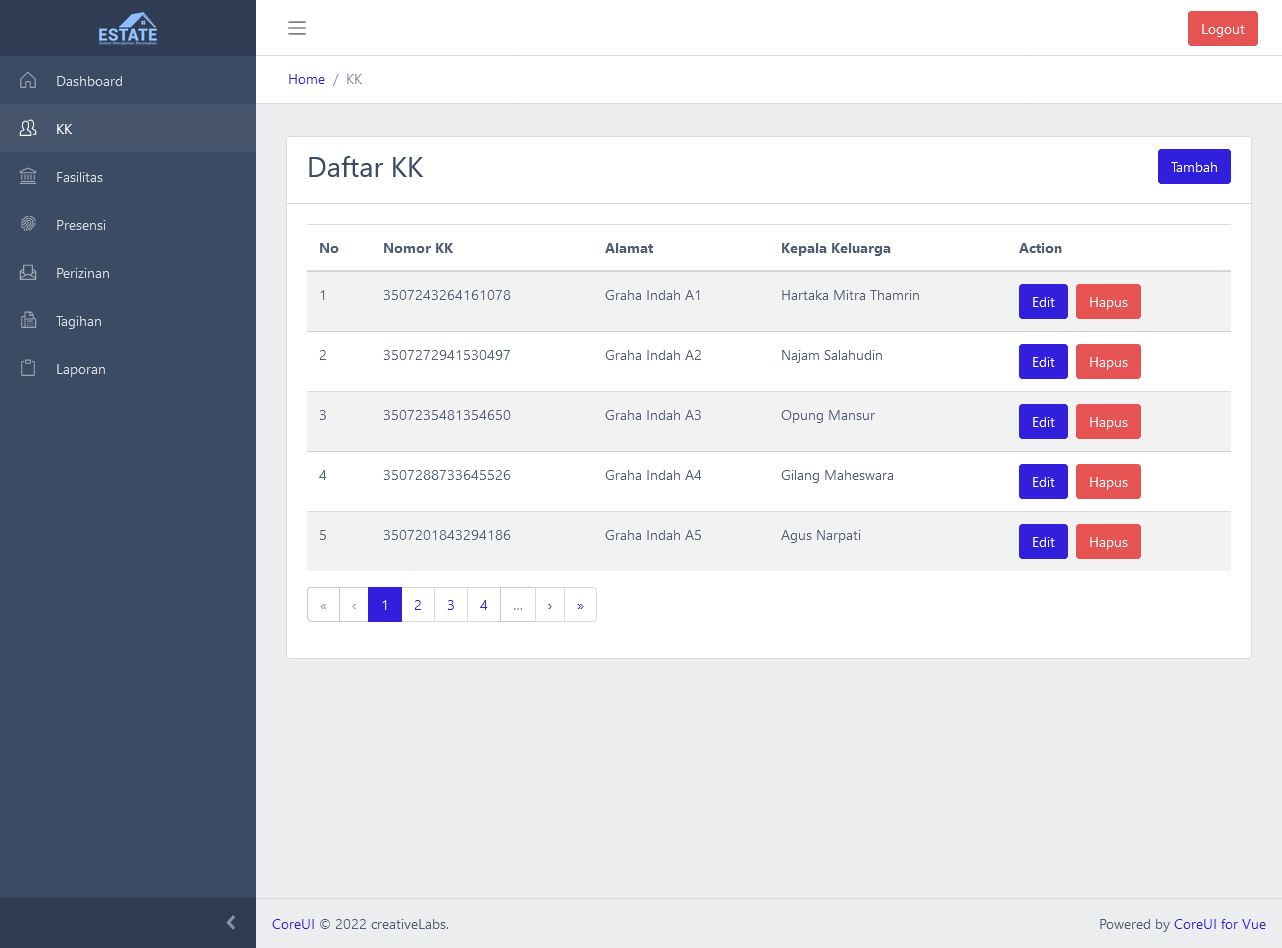 ESTATE
Sistem Manajemen Perumahan
Logout
Dashboard
KK
Fasilitas
Presensi
Perizinan
Tagihan
Laporan
Home / KK
Daftar KK
Tambah
No Nomor KK Alamat Kepala Keluarga Action
1 3507243264161078 Graha Indah A1 Hartaka Mitra Thamrin Edit Hapus
2 3507272941530497 Graha Indah A2 Najam Salahudin Edit Hapus
3 3507235481354650 Graha Indah A3 Opung Mansur Edit Hapus
4 3507288733645526 Graha Indah A4 Gilang Maheswara Edit Hapus
5 3507201843294186 Graha Indah A5 Agus Narpati Edit Hapus
« ‹ 1 2 3 4 … › »
CoreUI © 2022 creativeLabs.
Powered by CoreUI for Vue